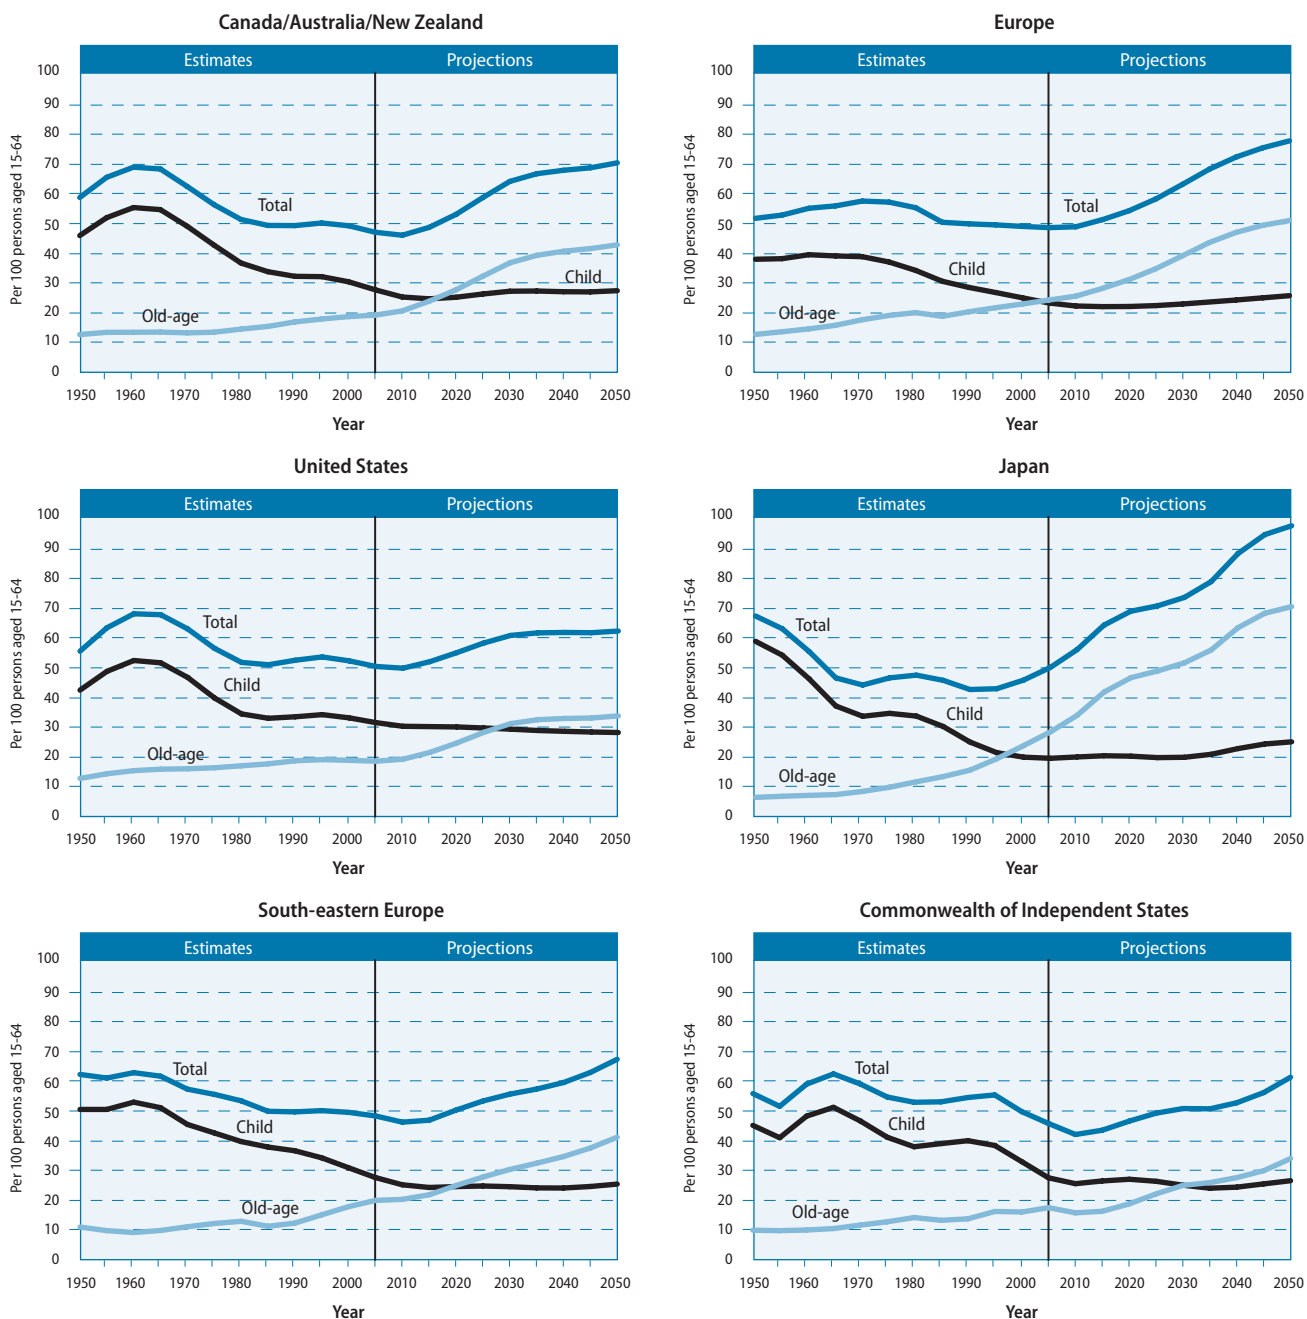 Canada/Australia/New Zealand
Estimates Projections
Per 100 persons aged 15-64
100
90
80
70
60
50
40
30
20
10
0
Total
Child
Old-age
1950 1960 1970 1980 1990 2000 2010 2020 2030 2040 2050
Year
Europe
Estimates Projections
Per 100 persons aged 15-64
100
90
80
70
60
50
40
30
20
10
0
Total
Child
Old-age
1950 1960 1970 1980 1990 2000 2010 2020 2030 2040 2050
Year
United States
Estimates Projections
Per 100 persons aged 15-64
100
90
80
70
60
50
40
30
20
10
0
Total
Child
Old-age
1950 1960 1970 1980 1990 2000 2010 2020 2030 2040 2050
Year
Japan
Estimates Projections
Per 100 persons aged 15-64
100
90
80
70
60
50
40
30
20
10
0
Total
Child
Old-age
1950 1960 1970 1980 1990 2000 2010 2020 2030 2040 2050
Year
South-eastern Europe
Estimates Projections
Per 100 persons aged 15-64
100
90
80
70
60
50
40
30
20
10
0
Total
Child
Old-age
1950 1960 1970 1980 1990 2000 2010 2020 2030 2040 2050
Year
Commonwealth of Independent States
Estimates Projections
Per 100 persons aged 15-64
100
90
80
70
60
50
40
30
20
10
0
Total
Child
Old-age
1950 1960 1970 1980 1990 2000 2010 2020 2030 2040 2050
Year